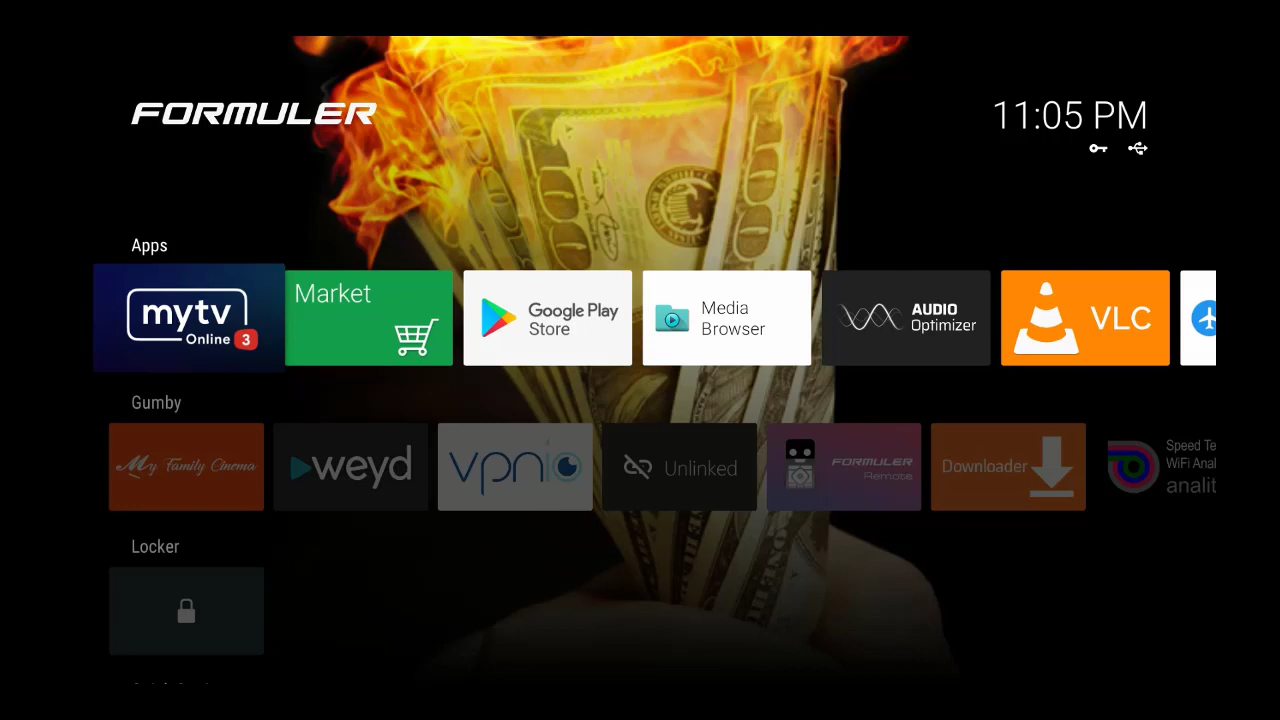 FORMULER
11:05 PM
Apps
mytv
Online 3
Market
Google Play
Store
Media
Browser
AUDIO
Optimizer
VLC
Gumby
My Family Cinema
weyd
vpnio
Unlinked
FORMULER
Remote
Downloader
Speed Te
WiFi Anal
analit
Locker